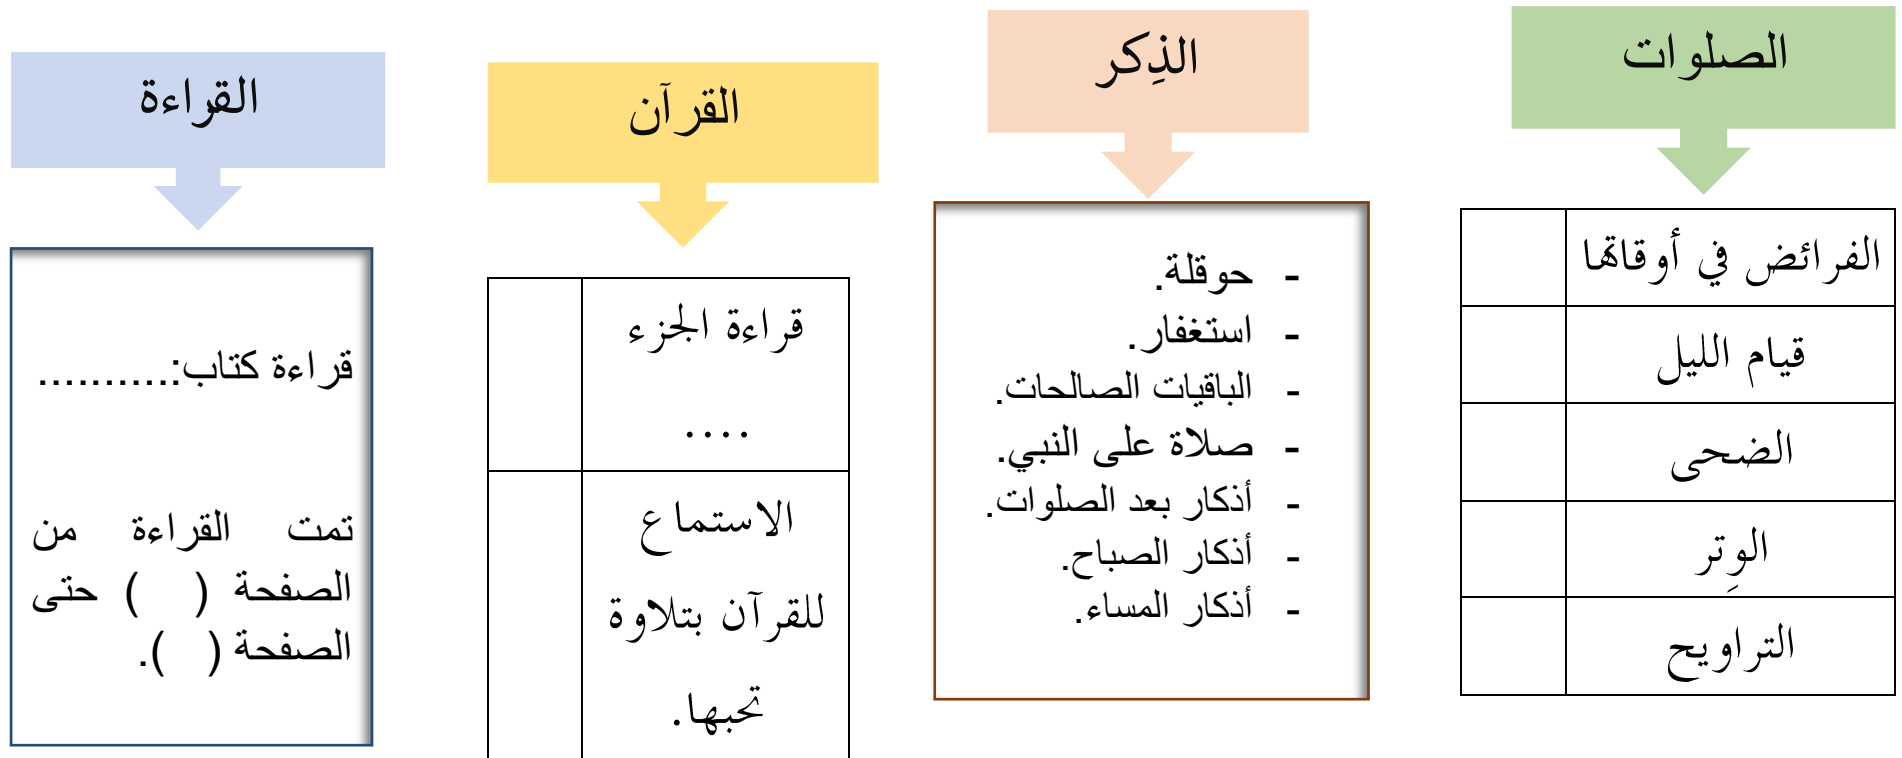 الصلوات
الفرائض في أوقاتها
قيام الليل
الضحى
الوِتر
التراويح
الذِكر
- حوقلة.
- استغفار.
- الباقيات الصالحات.
- صلاة على النبي.
- أذكار بعد الصلوات.
- أذكار الصباح.
- أذكار المساء.
القرآن
قراءة الجزء
....
الاستماع
للقرآن بتلاوة
تحبها.
القراءة
قراءة كتاب:...........
تمت القراءة من
الصفحة ( ) حتى
الصفحة ( ).